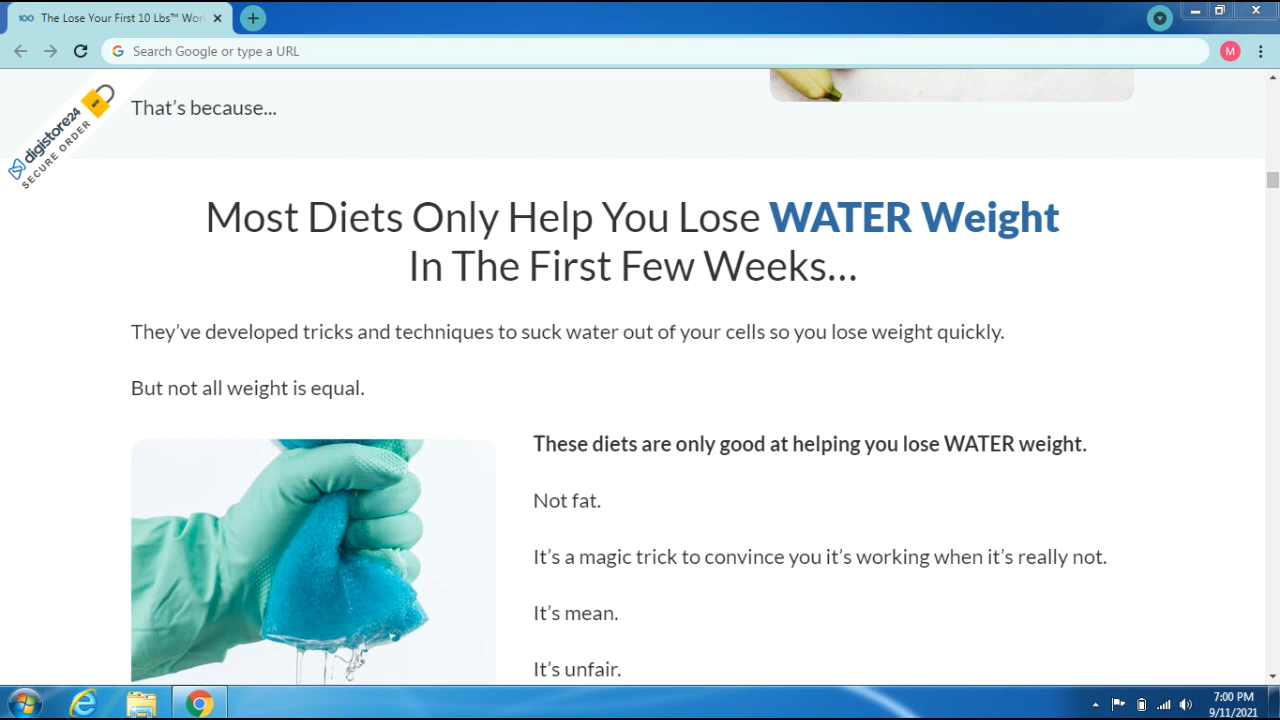 100 The Lose Your First 10 Lbs™ Wor
Search Google or type a URL
M
digistore24
SECURE ORDER
That's because...
Most Diets Only Help You Lose WATER Weight
In The First Few Weeks...
They've developed tricks and techniques to suck water out of your cells so you lose weight quickly.
But not all weight is equal.
These diets are only good at helping you lose WATER weight.
Not fat.
It's a magic trick to convince you it's working when it's really not.
It's mean.
It's unfair.
7:00 PM
9/11/2021